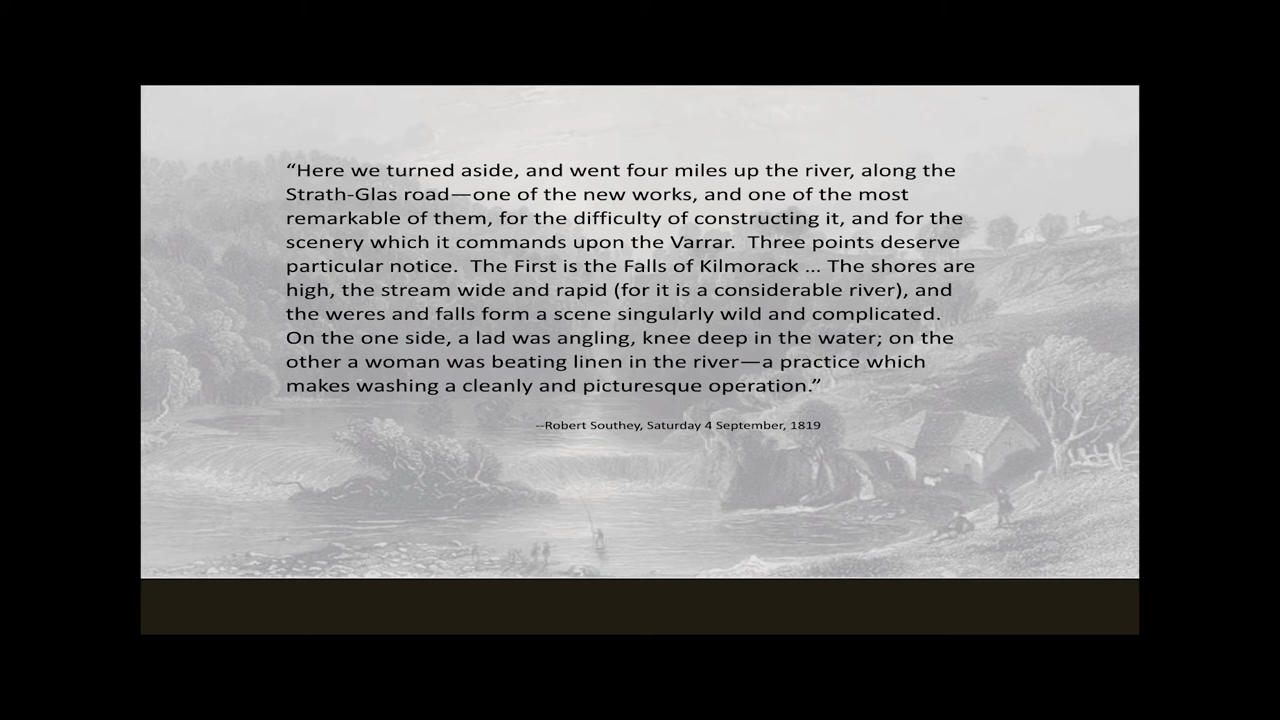 “Here we turned aside, and went four miles up the river, along the
Strath-Glas road—one of the new works, and one of the most
remarkable of them, for the difficulty of constructing it, and for the
scenery which it commands upon the Varrar.  Three points deserve
particular notice.  The First is the Falls of Kilmorack ... The shores are
high, the stream wide and rapid (for it is a considerable river), and
the weres and falls form a scene singularly wild and complicated.
On the one side, a lad was angling, knee deep in the water; on the
other a woman was beating linen in the river—a practice which
makes washing a cleanly and picturesque operation.”
--Robert Southey, Saturday 4 September, 1819